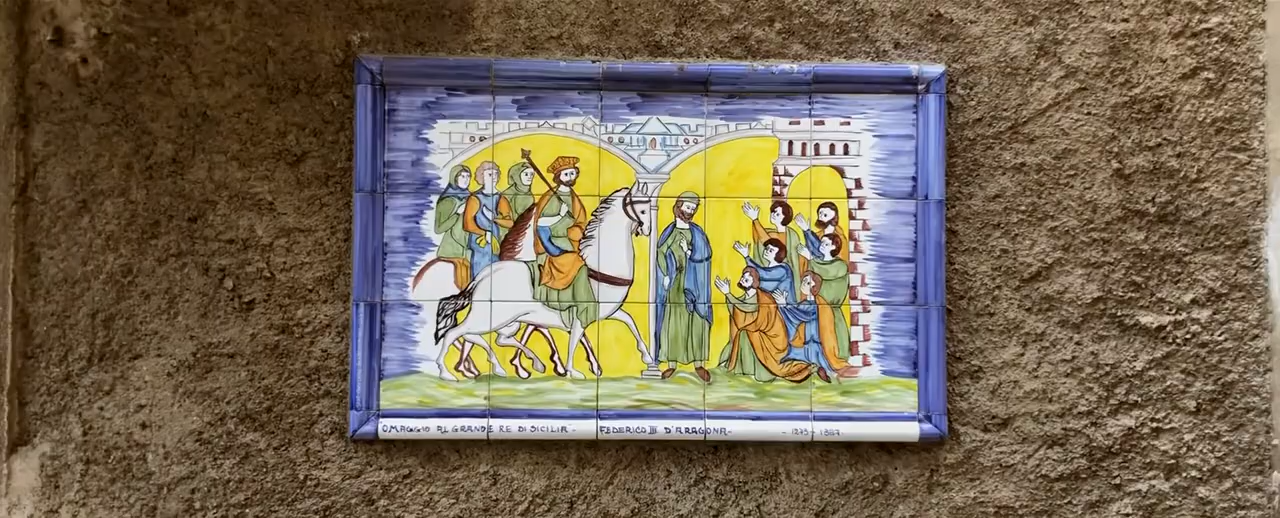 "OMAGGIO AL GRANDE RE DI SICILIA"- FEDERICO III D'ARAGONA- - 1273 - 1337-